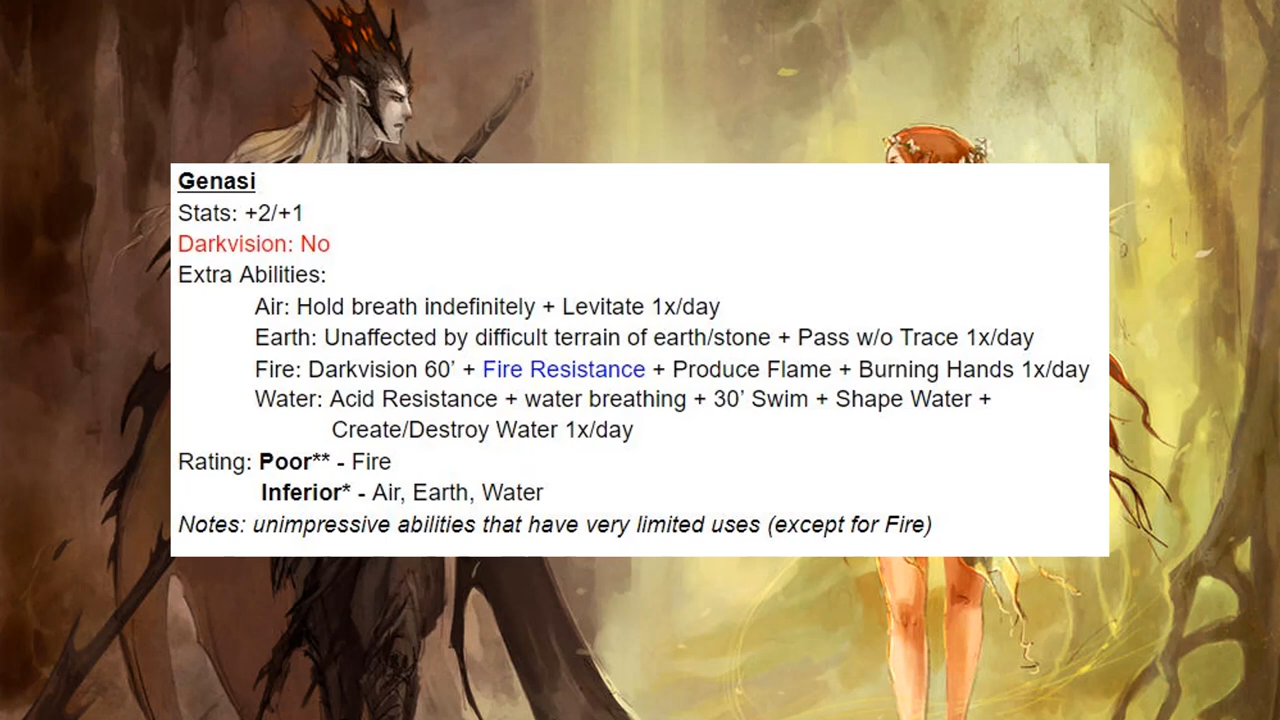 Genasi
Stats: +2/+1
Darkvision: No
Extra Abilities:
Air: Hold breath indefinitely + Levitate 1x/day
Earth: Unaffected by difficult terrain of earth/stone + Pass w/o Trace 1x/day
Fire: Darkvision 60’ + Fire Resistance + Produce Flame + Burning Hands 1x/day
Water: Acid Resistance + water breathing + 30’ Swim + Shape Water +
Create/Destroy Water 1x/day
Rating: Poor** - Fire
Inferior* - Air, Earth, Water
Notes: unimpressive abilities that have very limited uses (except for Fire)